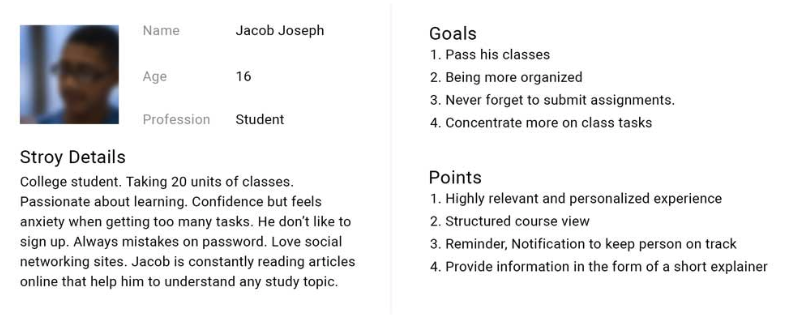 Name Jacob Joseph
Age 16
Profession Student
Stroy Details
College student. Taking 20 units of classes.
Passionate about learning. Confidence but feels
anxiety when getting too many tasks. He don't like to
sign up. Always mistakes on password. Love social
networking sites. Jacob is constantly reading articles
online that help him to understand any study topic.
Goals
1. Pass his classes
2. Being more organized
3. Never forget to submit assignments.
4. Concentrate more on class tasks
Points
1. Highly relevant and personalized experience
2. Structured course view
3. Reminder, Notification to keep person on track
4. Provide information in the form of a short explainer